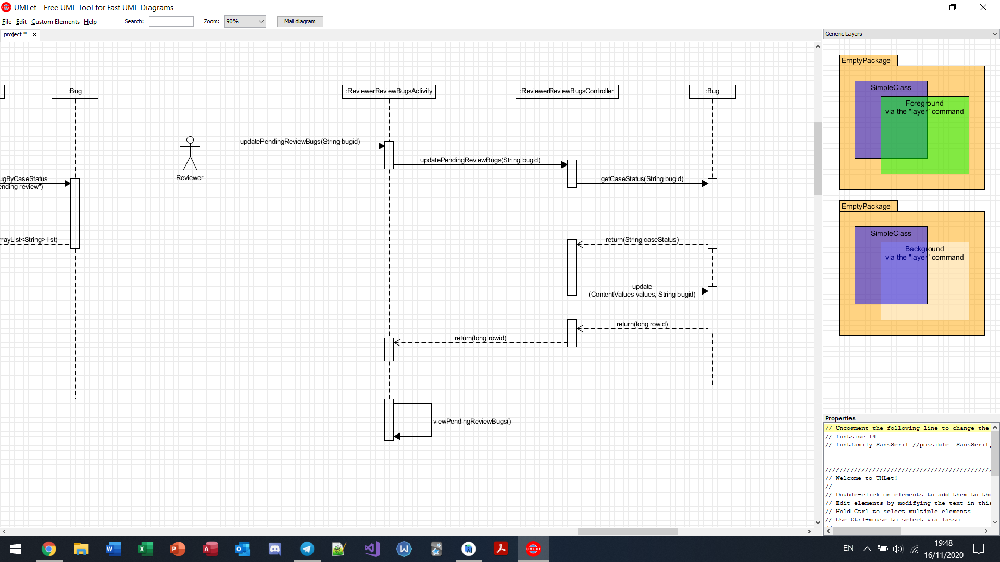 UMLet - Free UML Tool for Fast UML Diagrams
File Edit Custom Elements Help Search: Zoom: 90% Mail diagram
project *
Generic Layers
:Bug
:ReviewerReviewBugsActivity
:ReviewerReviewBugsController
:Bug
updatePendingReviewBugs(String bugid)
updatePendingReviewBugs(String bugid)
Reviewer
ugByCaseStatus
ending review")
getCaseStatus(String bugid)
rrayList<String> list)
return(String caseStatus)
update
(ContentValues values, String bugid)
return(long rowid)
return(long rowid)
viewPendingReviewBugs()
EmptyPackage
SimpleClass
Foreground
via the "layer" command
EmptyPackage
SimpleClass
Background
via the "layer" command
Properties
// Uncomment the following line to change the
// fontsize=14
// fontfamily=SansSerif //possible: SansSerif,
//////////////////////////////////////////////
// Welcome to UMLet!
//
// Double-click on elements to add them to the
// Edit elements by modifying the text in this
// Hold Ctrl to select multiple elements
// Use Ctrl+mouse to select via lasso
UMLet
EN
19:48
16/11/2020